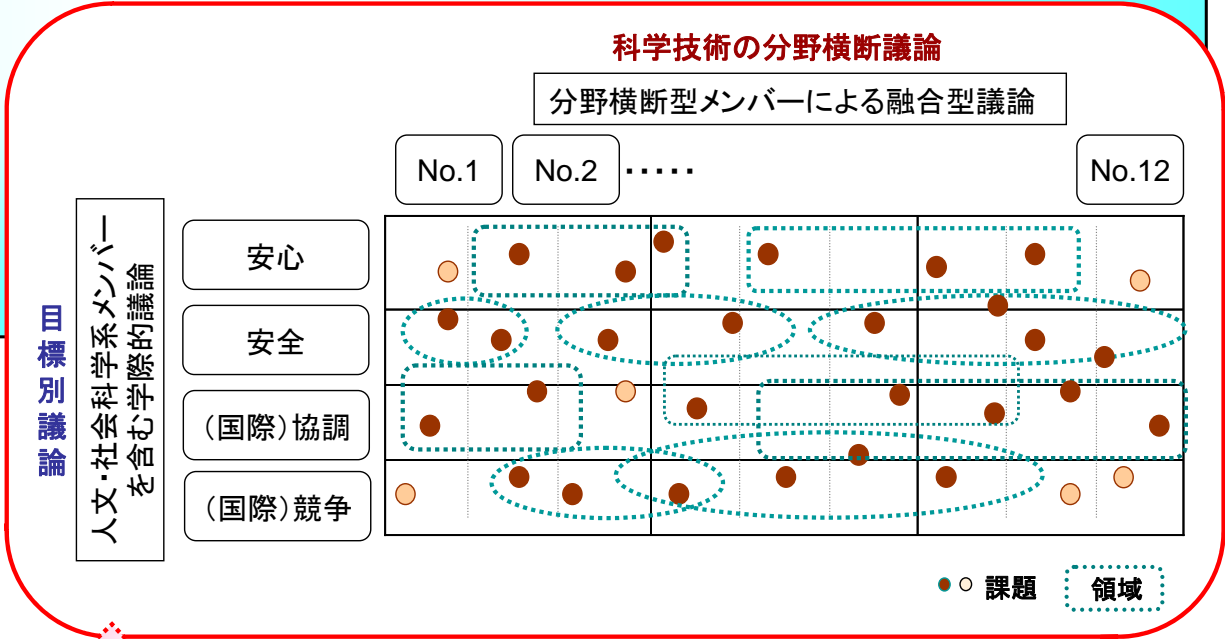 科学技術の分野横断議論
分野横断型メンバーによる融合型議論
No.1
No.2
・・・・・
No.12
目標別議論
人文・社会科学系メンバー
を含む学際的議論
安心
安全
（国際）協調
（国際）競争
課題
領域